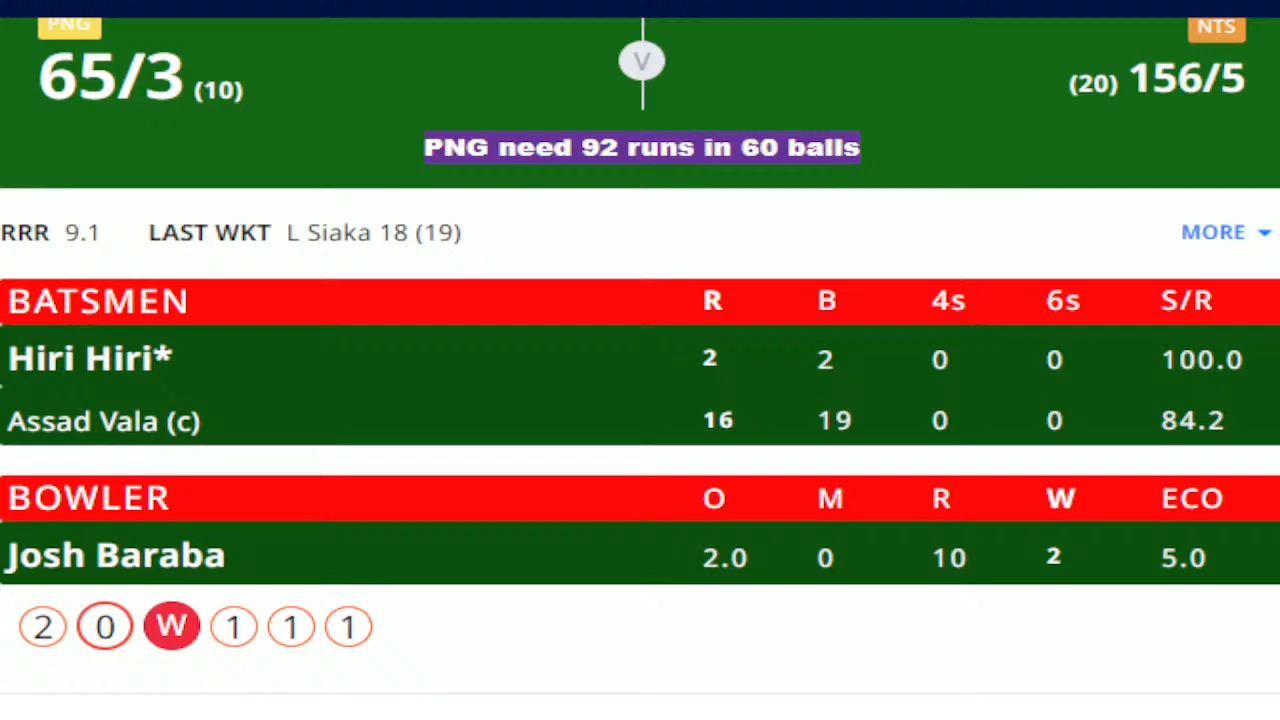 PNG NTS
65/3 (10) V (20) 156/5
PNG need 92 runs in 60 balls
RRR 9.1 LAST WKT L Siaka 18 (19) MORE
BATSMEN R B 4s 6s S/R
Hiri Hiri* 2 2 0 0 100.0
Assad Vala (c) 16 19 0 0 84.2
BOWLER O M R W ECO
Josh Baraba 2.0 0 10 2 5.0
2 0 W 1 1 1